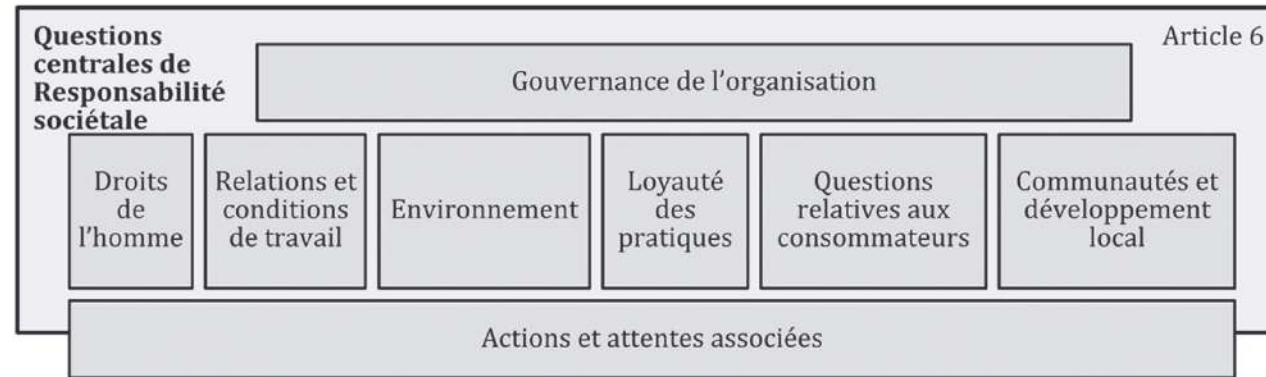 Questions
centrales de
Responsabilité
sociétale
Article 6
Gouvernance de l'organisation
Droits
de
l'homme
Relations et
conditions
de travail
Environnement
Loyauté
des
pratiques
Questions
relatives aux
consommateurs
Communautés et
développement
local
Actions et attentes associées